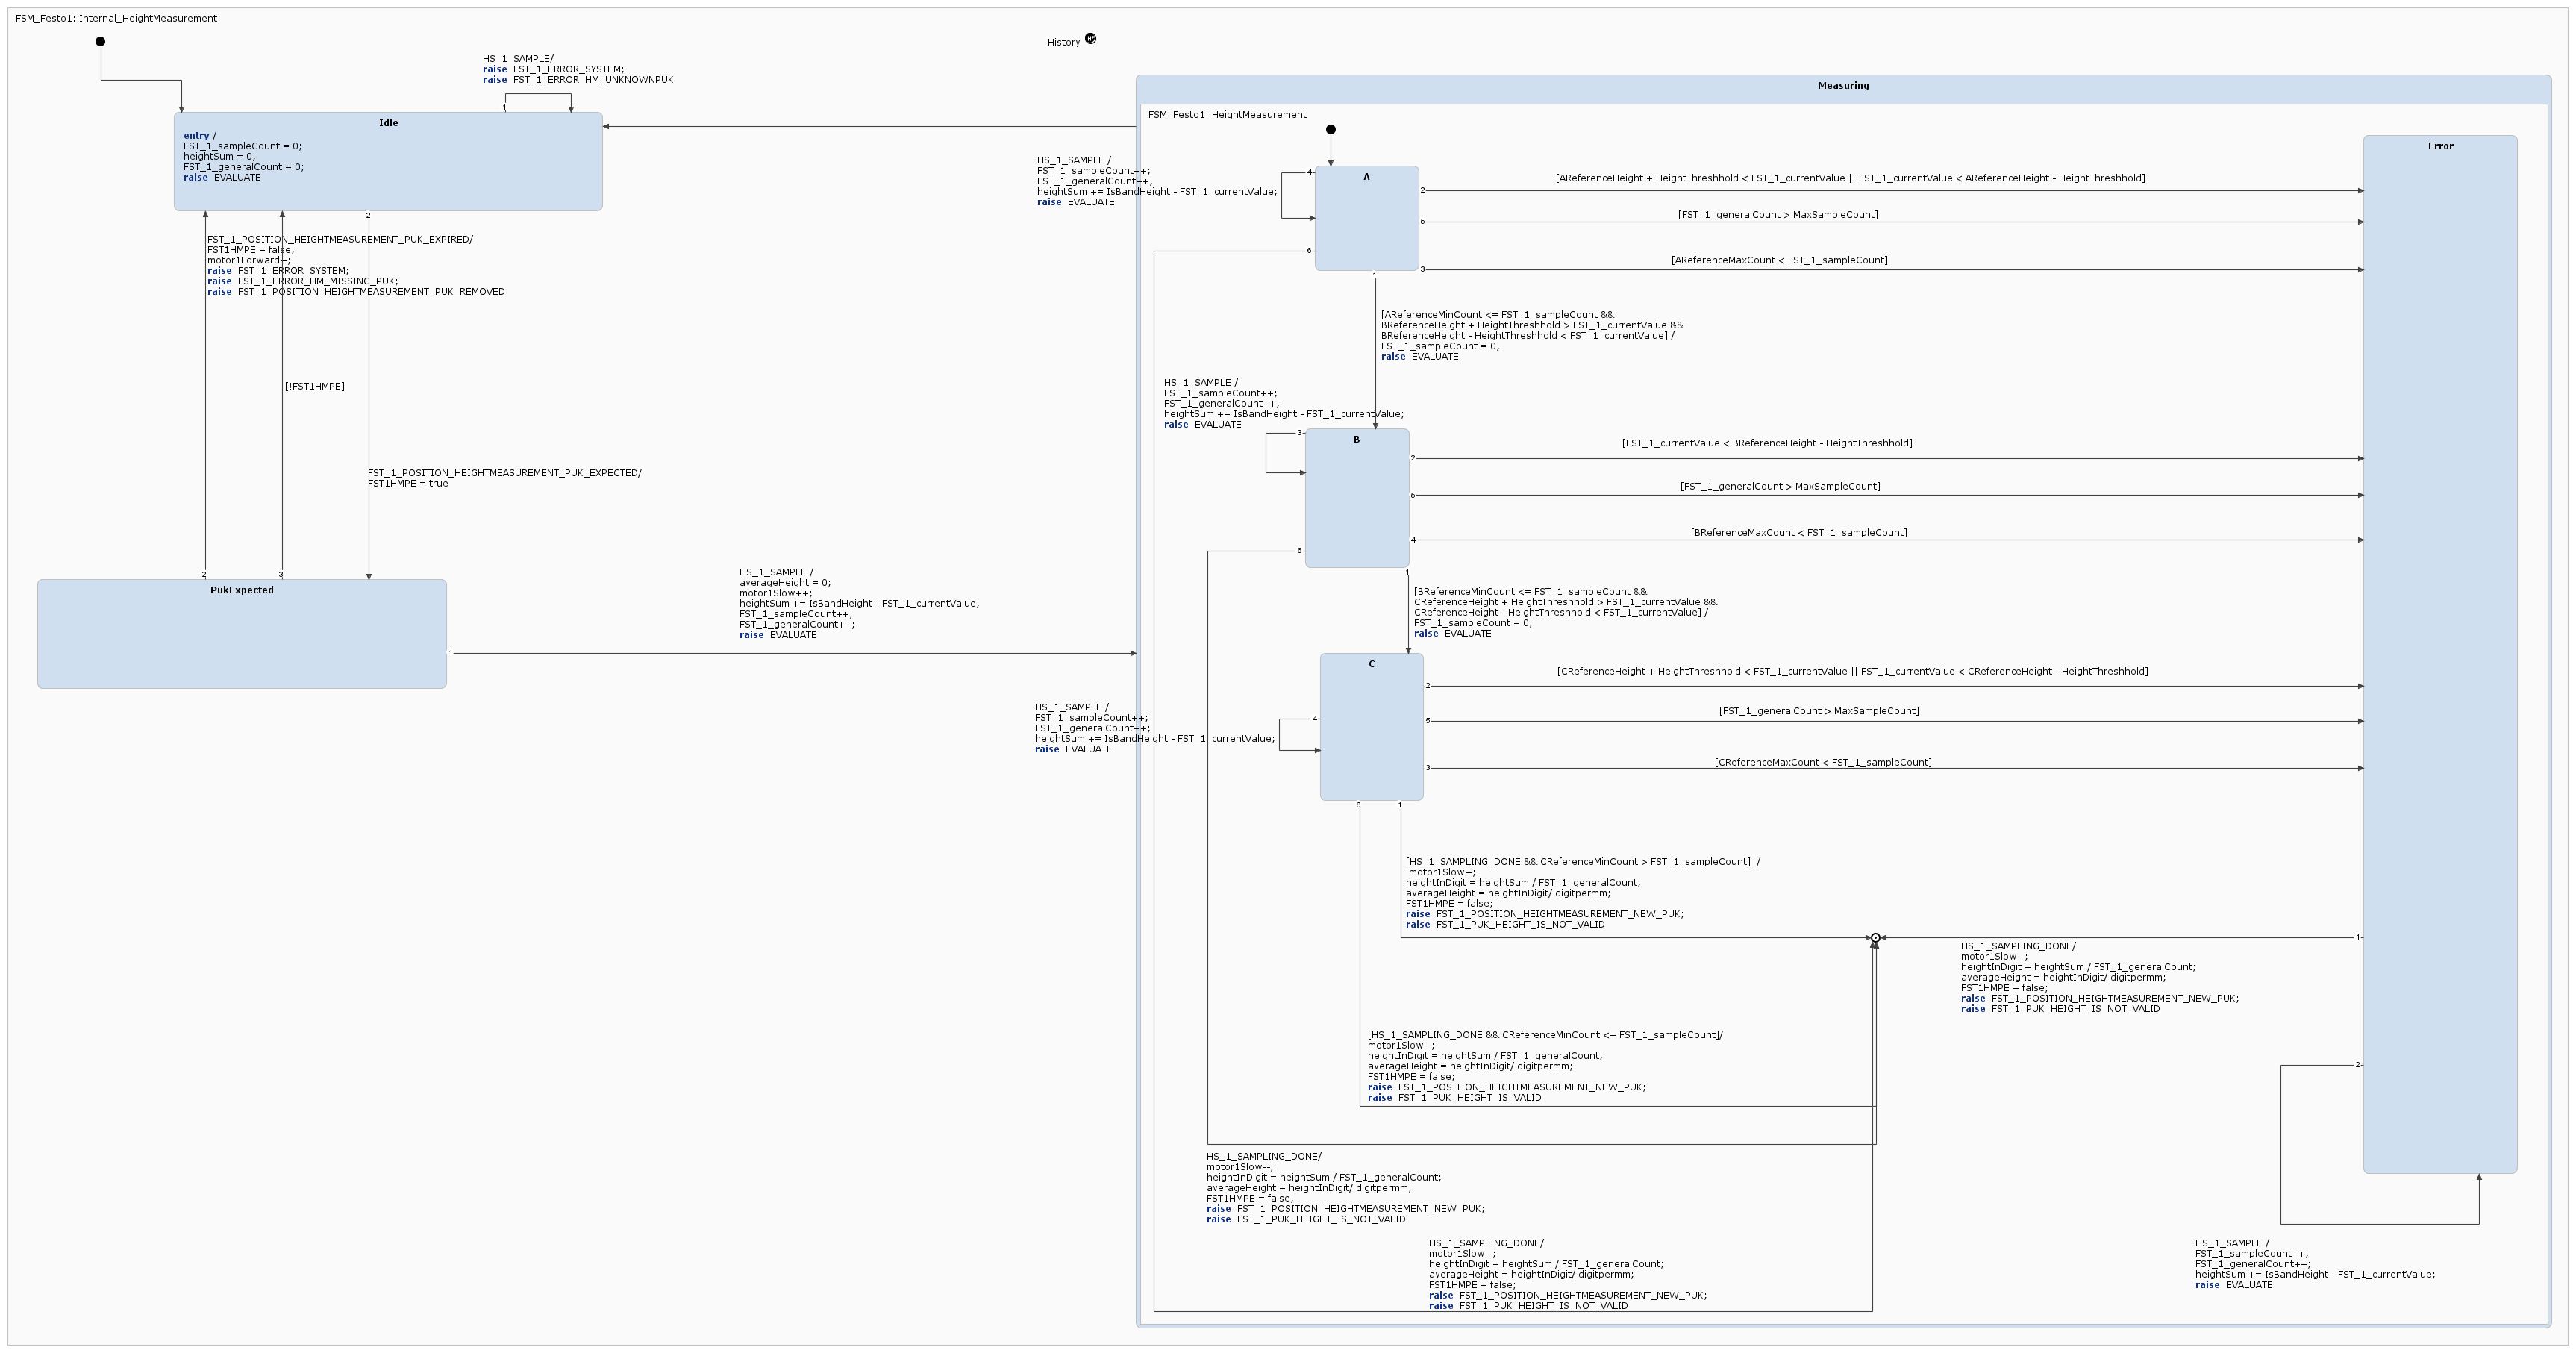 FSM_Festo1: Internal_HeightMeasurement
History H*
HS_1_SAMPLE/
raise FST_1_ERROR_SYSTEM;
raise FST_1_ERROR_HM_UNKNOWNPUK
1
Idle
entry /
FST_1_sampleCount = 0;
heightSum = 0;
FST_1_generalCount = 0;
raise EVALUATE
2
FST_1_POSITION_HEIGHTMEASUREMENT_PUK_EXPIRED/
FST1HMPE = false;
motor1Forward--;
raise FST_1_ERROR_SYSTEM;
raise FST_1_ERROR_HM_MISSING_PUK;
raise FST_1_POSITION_HEIGHTMEASUREMENT_PUK_REMOVED
[!FST1HMPE]
FST_1_POSITION_HEIGHTMEASUREMENT_PUK_EXPECTED/
FST1HMPE = true
2
3
PukExpected
1
HS_1_SAMPLE /
averageHeight = 0;
motor1Slow++;
heightSum += IsBandHeight - FST_1_currentValue;
FST_1_sampleCount++;
FST_1_generalCount++;
raise EVALUATE
Measuring
FSM_Festo1: HeightMeasurement
HS_1_SAMPLE /
FST_1_sampleCount++;
FST_1_generalCount++;
heightSum += IsBandHeight - FST_1_currentValue;
raise EVALUATE
4
A
2
[AReferenceHeight + HeightThreshhold < FST_1_currentValue || FST_1_currentValue < AReferenceHeight - HeightThreshhold]
5
[FST_1_generalCount > MaxSampleCount]
6
3
[AReferenceMaxCount < FST_1_sampleCount]
1
[AReferenceMinCount <= FST_1_sampleCount &&
BReferenceHeight + HeightThreshhold > FST_1_currentValue &&
BReferenceHeight - HeightThreshhold < FST_1_currentValue] /
FST_1_sampleCount = 0;
raise EVALUATE
HS_1_SAMPLE /
FST_1_sampleCount++;
FST_1_generalCount++;
heightSum += IsBandHeight - FST_1_currentValue;
raise EVALUATE
3
B
2
[FST_1_currentValue < BReferenceHeight - HeightThreshhold]
5
[FST_1_generalCount > MaxSampleCount]
4
[BReferenceMaxCount < FST_1_sampleCount]
6
1
[BReferenceMinCount <= FST_1_sampleCount &&
CReferenceHeight + HeightThreshhold > FST_1_currentValue &&
CReferenceHeight - HeightThreshhold < FST_1_currentValue] /
FST_1_sampleCount = 0;
raise EVALUATE
HS_1_SAMPLE /
FST_1_sampleCount++;
FST_1_generalCount++;
heightSum += IsBandHeight - FST_1_currentValue;
raise EVALUATE
4
C
2
[CReferenceHeight + HeightThreshhold < FST_1_currentValue || FST_1_currentValue < CReferenceHeight - HeightThreshhold]
5
[FST_1_generalCount > MaxSampleCount]
3
[CReferenceMaxCount < FST_1_sampleCount]
6
1
[HS_1_SAMPLING_DONE && CReferenceMinCount > FST_1_sampleCount] /
motor1Slow--;
heightInDigit = heightSum / FST_1_generalCount;
averageHeight = heightInDigit/ digitpermm;
FST1HMPE = false;
raise FST_1_POSITION_HEIGHTMEASUREMENT_NEW_PUK;
raise FST_1_PUK_HEIGHT_IS_NOT_VALID
[HS_1_SAMPLING_DONE && CReferenceMinCount <= FST_1_sampleCount]/
motor1Slow--;
heightInDigit = heightSum / FST_1_generalCount;
averageHeight = heightInDigit/ digitpermm;
FST1HMPE = false;
raise FST_1_POSITION_HEIGHTMEASUREMENT_NEW_PUK;
raise FST_1_PUK_HEIGHT_IS_VALID
HS_1_SAMPLING_DONE/
motor1Slow--;
heightInDigit = heightSum / FST_1_generalCount;
averageHeight = heightInDigit/ digitpermm;
FST1HMPE = false;
raise FST_1_POSITION_HEIGHTMEASUREMENT_NEW_PUK;
raise FST_1_PUK_HEIGHT_IS_NOT_VALID
HS_1_SAMPLING_DONE/
motor1Slow--;
heightInDigit = heightSum / FST_1_generalCount;
averageHeight = heightInDigit/ digitpermm;
FST1HMPE = false;
raise FST_1_POSITION_HEIGHTMEASUREMENT_NEW_PUK;
raise FST_1_PUK_HEIGHT_IS_NOT_VALID
Error
1
HS_1_SAMPLING_DONE/
motor1Slow--;
heightInDigit = heightSum / FST_1_generalCount;
averageHeight = heightInDigit/ digitpermm;
FST1HMPE = false;
raise FST_1_POSITION_HEIGHTMEASUREMENT_NEW_PUK;
raise FST_1_PUK_HEIGHT_IS_NOT_VALID
2
HS_1_SAMPLE /
FST_1_sampleCount++;
FST_1_generalCount++;
heightSum += IsBandHeight - FST_1_currentValue;
raise EVALUATE